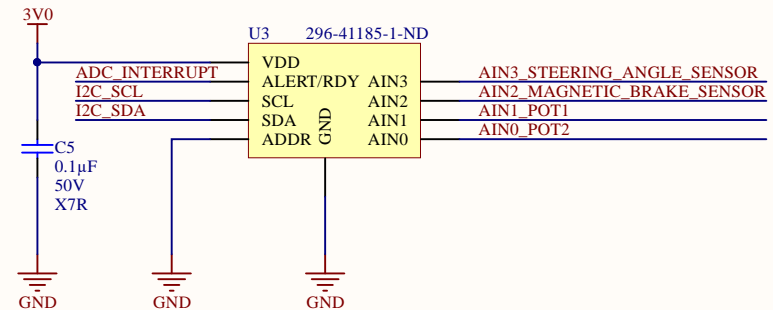 3V0
U3 296-41185-1-ND
VDD
ADC_INTERRUPT ALERT/RDY AIN3 AIN3_STEERING_ANGLE_SENSOR
I2C_SCL SCL AIN2 AIN2_MAGNETIC_BRAKE_SENSOR
I2C_SDA SDA AIN1 AIN1_POT1
ADDR GND AIN0 AIN0_POT2
C5
0.1µF
50V
X7R
GND GND GND